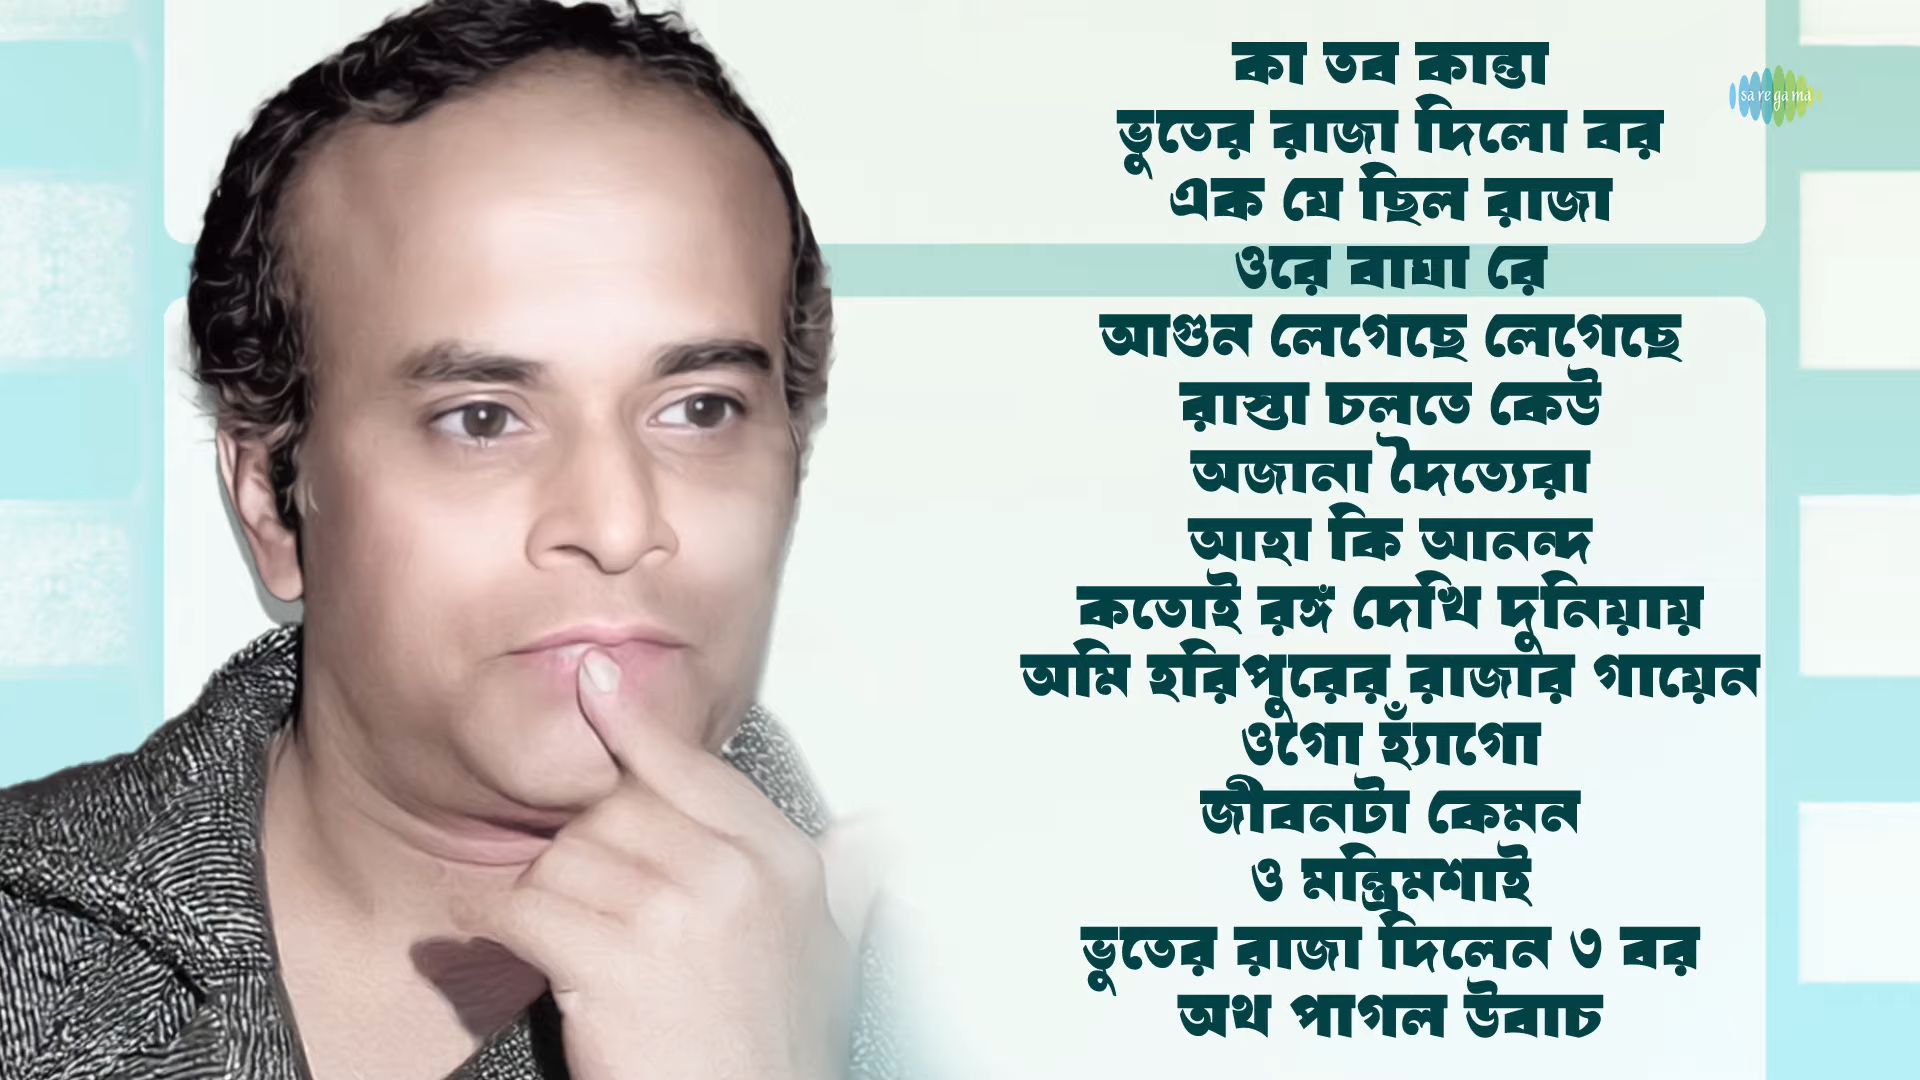 কা তব কান্তা
ভুতের রাজা দিলো বর
এক যে ছিল রাজা
ওরে বাঘা রে
আগুন লেগেছে লেগেছে
রাস্তা চলতে কেউ
অজানা দৈত্যেরা
আহা কি আনন্দ
কতোই রঙ্গ দেখি দুনিয়ায়
অমি হরিপুরের রাজার গায়েন
ওগো হ্যাঁগো
জীবনটা কেমন
ও মন্ত্রিমশাই
ভুতের রাজা দিলেন ৩ বর
অথ পাগল উবাচ
sa re ga ma